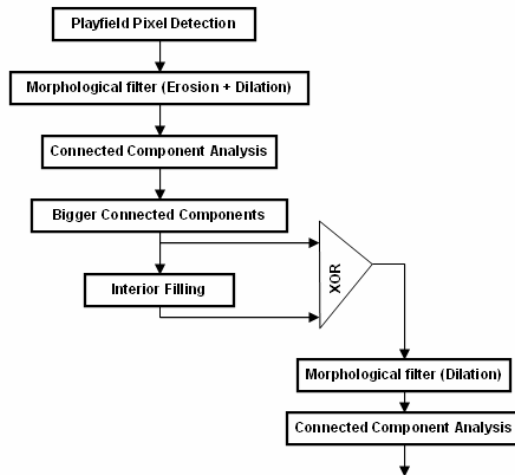 Playfield Pixel Detection
Morphological filter (Erosion + Dilation)
Connected Component Analysis
Bigger Connected Components
Interior Filling
XOR
Morphological filter (Dilation)
Connected Component Analysis